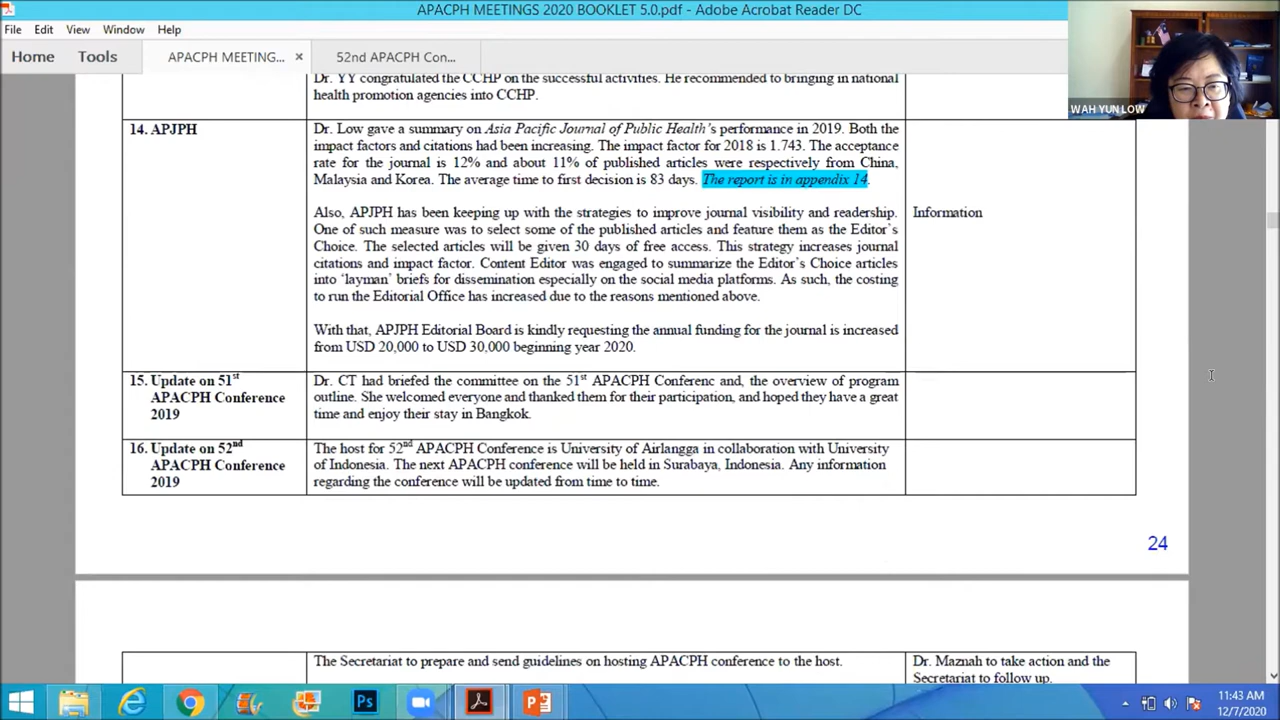 APACPH MEETINGS 2020 BOOKLET 5.0.pdf - Adobe Acrobat Reader DC
File Edit View Window Help
Home Tools APACPH MEETING... × 52nd APACPH Con...
WAH YUN LOW
Dr. YY congratulated the CCHP on the successful activities. He recommended to bringing in national
health promotion agencies into CCHP.
14. APJPH
Dr. Low gave a summary on Asia Pacific Journal of Public Health's performance in 2019. Both the
impact factors and citations had been increasing. The impact factor for 2018 is 1.743. The acceptance
rate for the journal is 12% and about 11% of published articles were respectively from China,
Malaysia and Korea. The average time to first decision is 83 days. The report is in appendix 14.
Also, APJPH has been keeping up with the strategies to improve journal visibility and readership.
One of such measure was to select some of the published articles and feature them as the Editor's
Choice. The selected articles will be given 30 days of free access. This strategy increases journal
citations and impact factor. Content Editor was engaged to summarize the Editor's Choice articles
into 'layman' briefs for dissemination especially on the social media platforms. As such, the costing
to run the Editorial Office has increased due to the reasons mentioned above.
With that, APJPH Editorial Board is kindly requesting the annual funding for the journal is increased
from USD 20,000 to USD 30,000 beginning year 2020.
Information
15. Update on 51st
APACPH Conference
2019
Dr. CT had briefed the committee on the 51st APACPH Conferenc and, the overview of program
outline. She welcomed everyone and thanked them for their participation, and hoped they have a great
time and enjoy their stay in Bangkok.
16. Update on 52nd
APACPH Conference
2019
The host for 52nd APACPH Conference is University of Airlangga in collaboration with University
of Indonesia. The next APACPH conference will be held in Surabaya, Indonesia. Any information
regarding the conference will be updated from time to time.
24
The Secretariat to prepare and send guidelines on hosting APACPH conference to the host.
Dr. Maznah to take action and the
Secretariat to follow up.
Ps
11:43 AM
12/7/2020